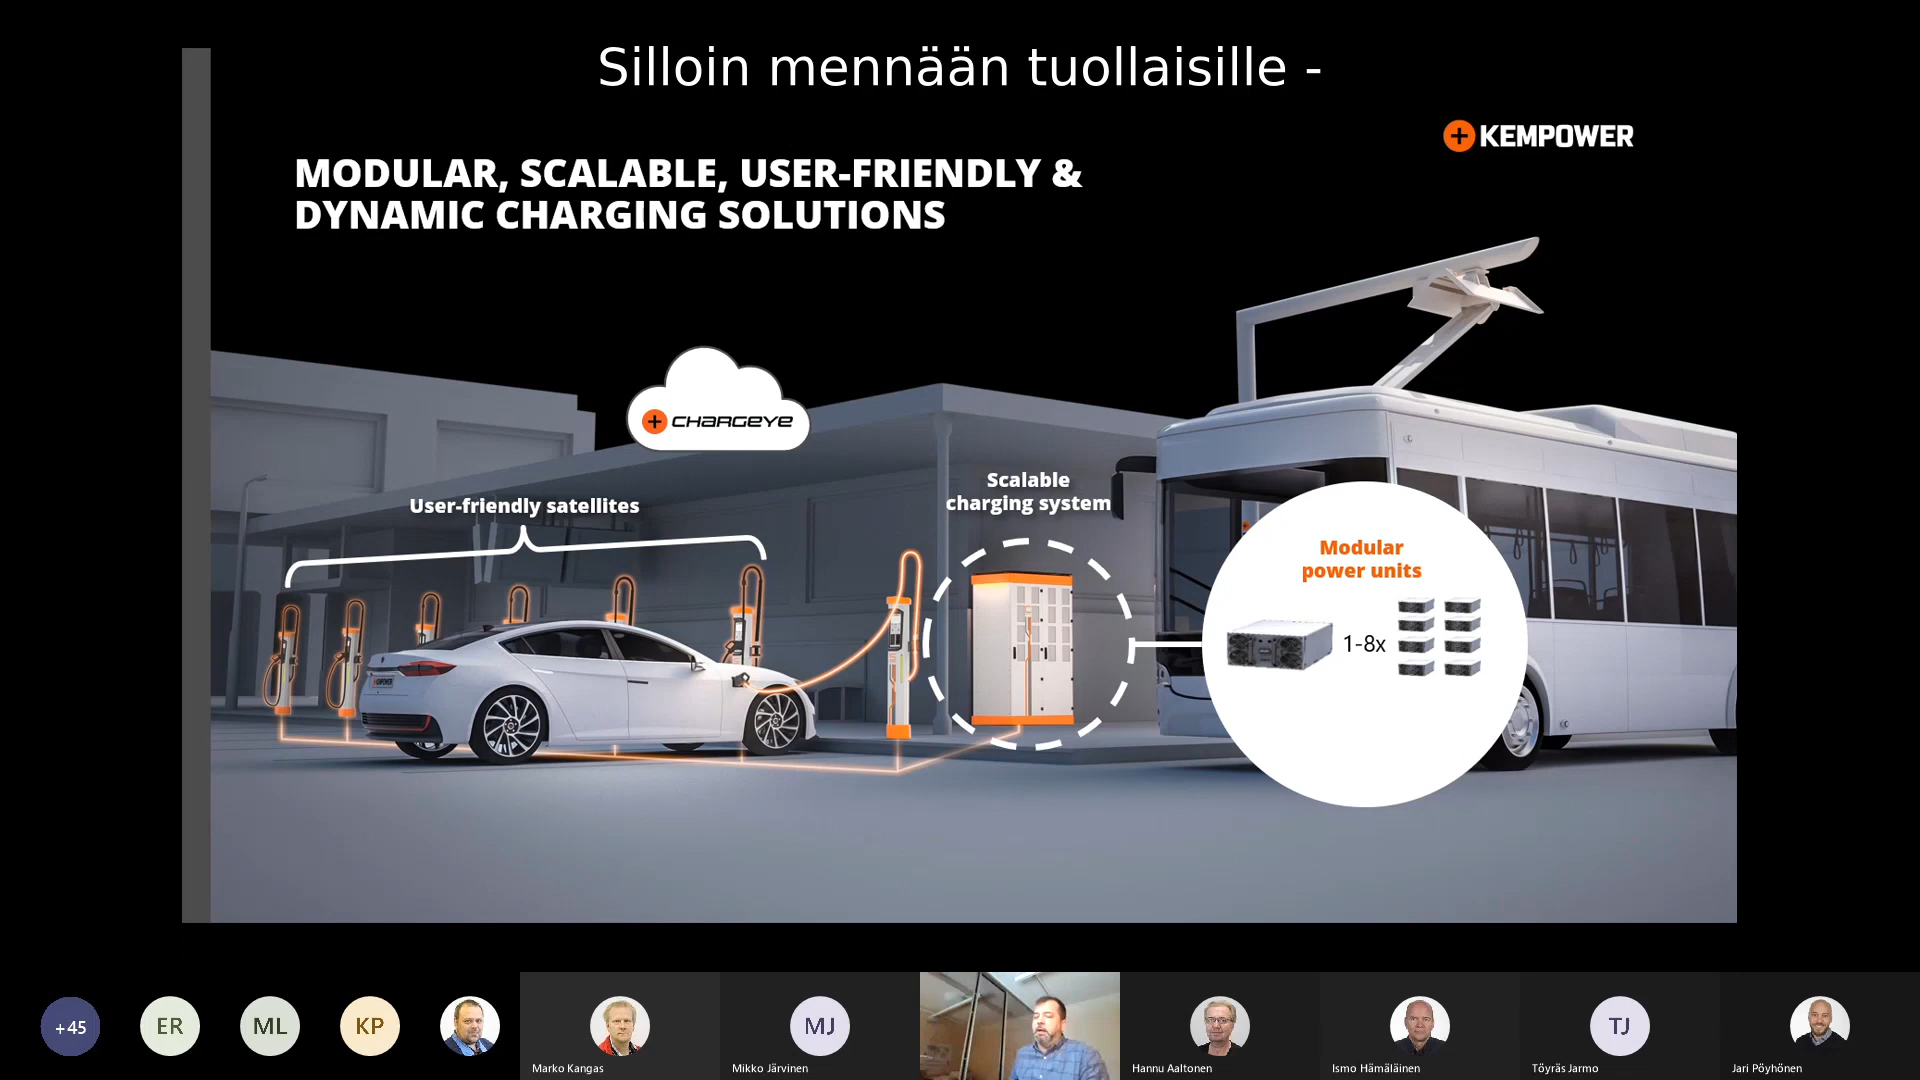 Silloin mennään tuollaisille -
KEMPOWER
MODULAR, SCALABLE, USER-FRIENDLY &
DYNAMIC CHARGING SOLUTIONS
CHARGEYE
User-friendly satellites
Scalable
charging system
Modular
power units
1-8x
KEMPOWER
+45
ER
ML
KP
MJ
TJ
Marko Kangas
Mikko Järvinen
Hannu Aaltonen
Ismo Hämäläinen
Töyräs Jarmo
Jari Pöyhönen